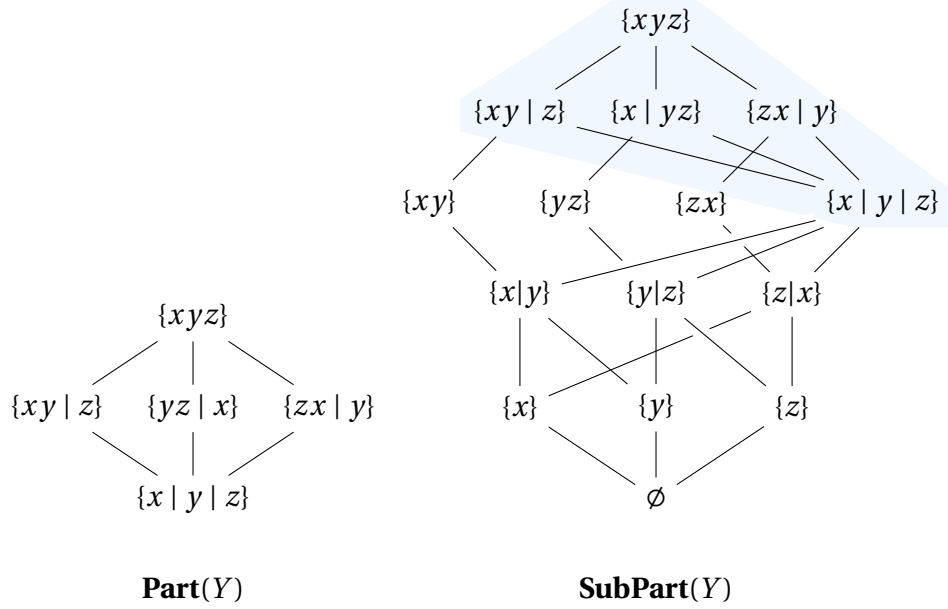 {xyz}
{xy | z} {x | yz} {zx | y}
{xy} {yz} {zx} {x | y | z}
{x|y} {y|z} {z|x}
{xyz}
{xy | z} {yz | x} {zx | y}
{x} {y} {z}
{x | y | z}
∅
Part(Y)
SubPart(Y)